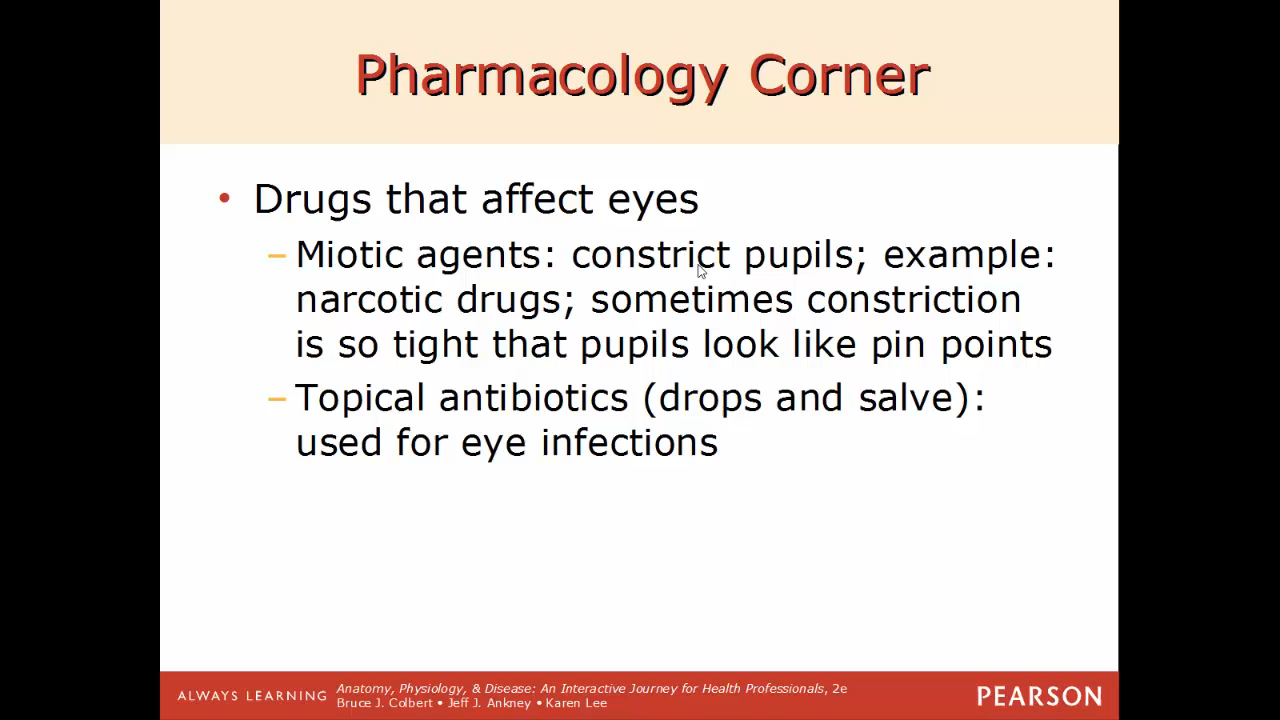 Pharmacology Corner
• Drugs that affect eyes
– Miotic agents: constrict pupils; example:
narcotic drugs; sometimes constriction
is so tight that pupils look like pin points
– Topical antibiotics (drops and salve):
used for eye infections
ALWAYS LEARNING
Anatomy, Physiology, & Disease: An Interactive Journey for Health Professionals, 2e
Bruce J. Colbert • Jeff J. Ankney • Karen Lee
PEARSON